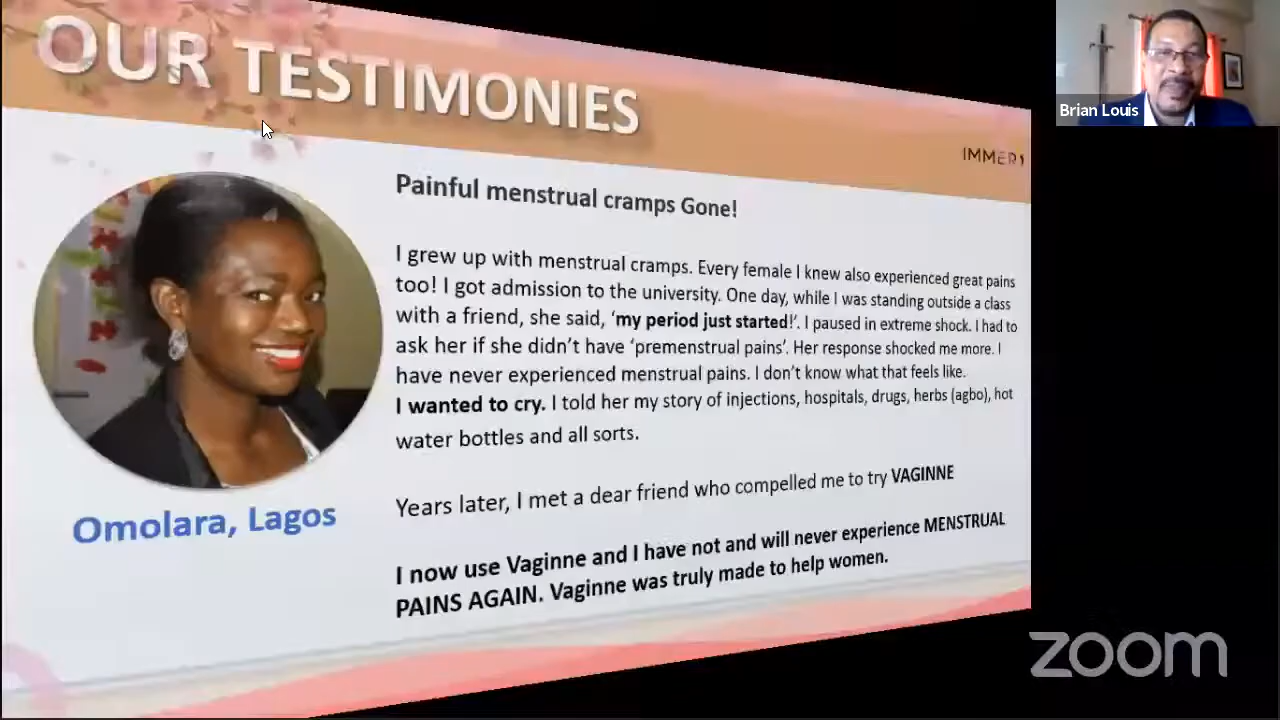 OUR TESTIMONIES
Brian Louis
Painful menstrual cramps Gone!
I grew up with menstrual cramps. Every female I knew also experienced great pains
too! I got admission to the university. One day, while I was standing outside a class
with a friend, she said, ‘my period just started!’. I paused in extreme shock. I had to
ask her if she didn’t have ‘premenstrual pains’. Her response shocked me more. I
have never experienced menstrual pains. I don’t know what that feels like.
I wanted to cry. I told her my story of injections, hospitals, drugs, herbs (agbo), hot
water bottles and all sorts.
Years later, I met a dear friend who compelled me to try VAGINNE
I now use Vaginne and I have not and will never experience MENSTRUAL
PAINS AGAIN. Vaginne was truly made to help women.
Omolara, Lagos
zoom